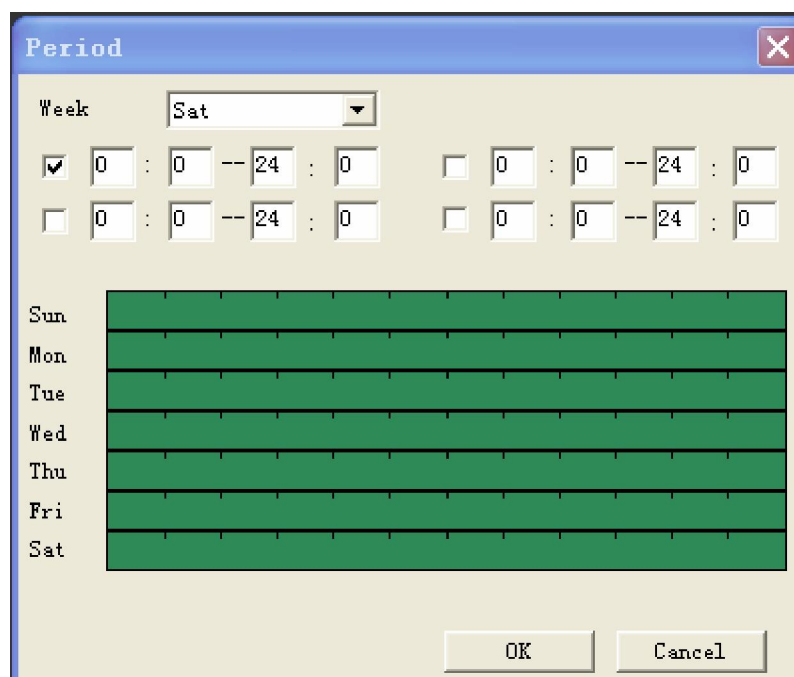 Period
Week Sat
0 : 0 -- 24 : 0 0 : 0 -- 24 : 0
0 : 0 -- 24 : 0 0 : 0 -- 24 : 0
Sun
Mon
Tue
Wed
Thu
Fri
Sat
OK Cancel